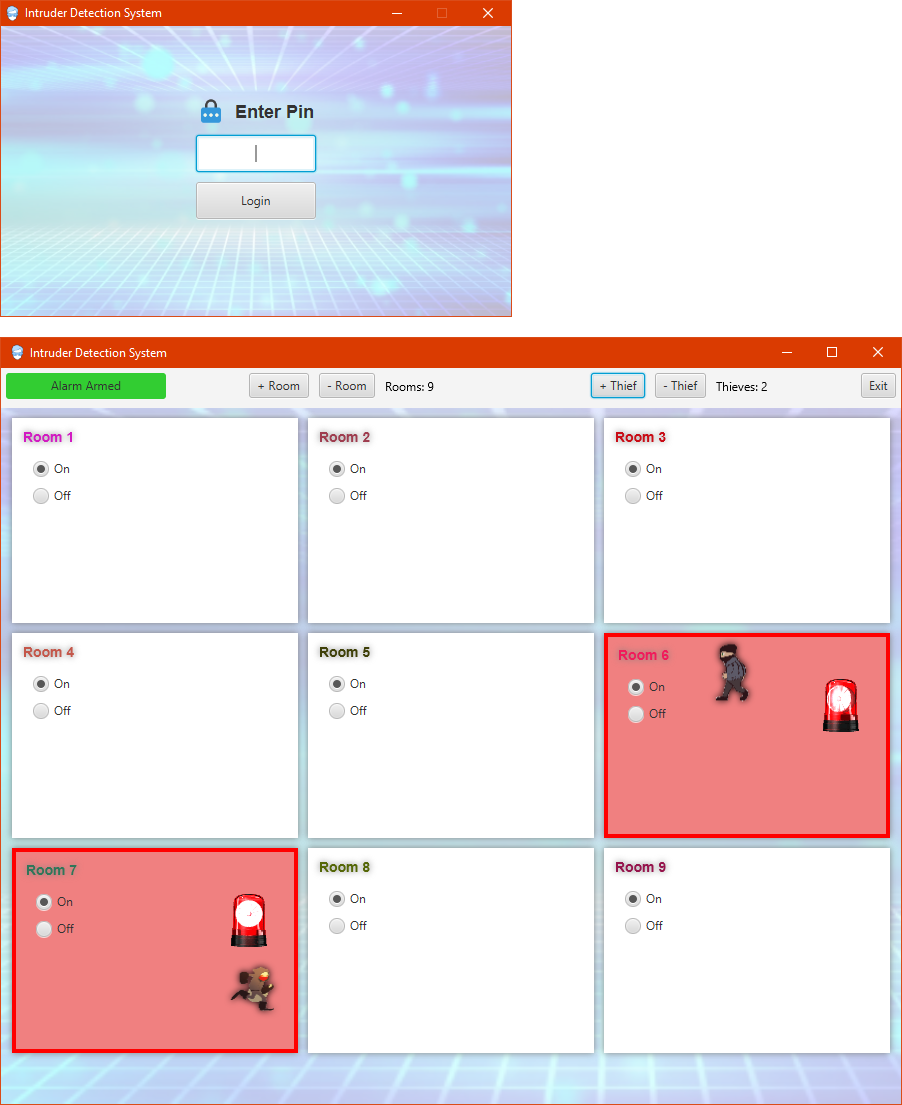 Intruder Detection System
Enter Pin
Login
Intruder Detection System
Alarm Armed + Room - Room Rooms: 9 + Thief - Thief Thieves: 2 Exit
Room 1 Room 2 Room 3
On On On
Off Off Off
Room 4 Room 5 Room 6
On On On
Off Off Off
Room 7 Room 8 Room 9
On On On
Off Off Off